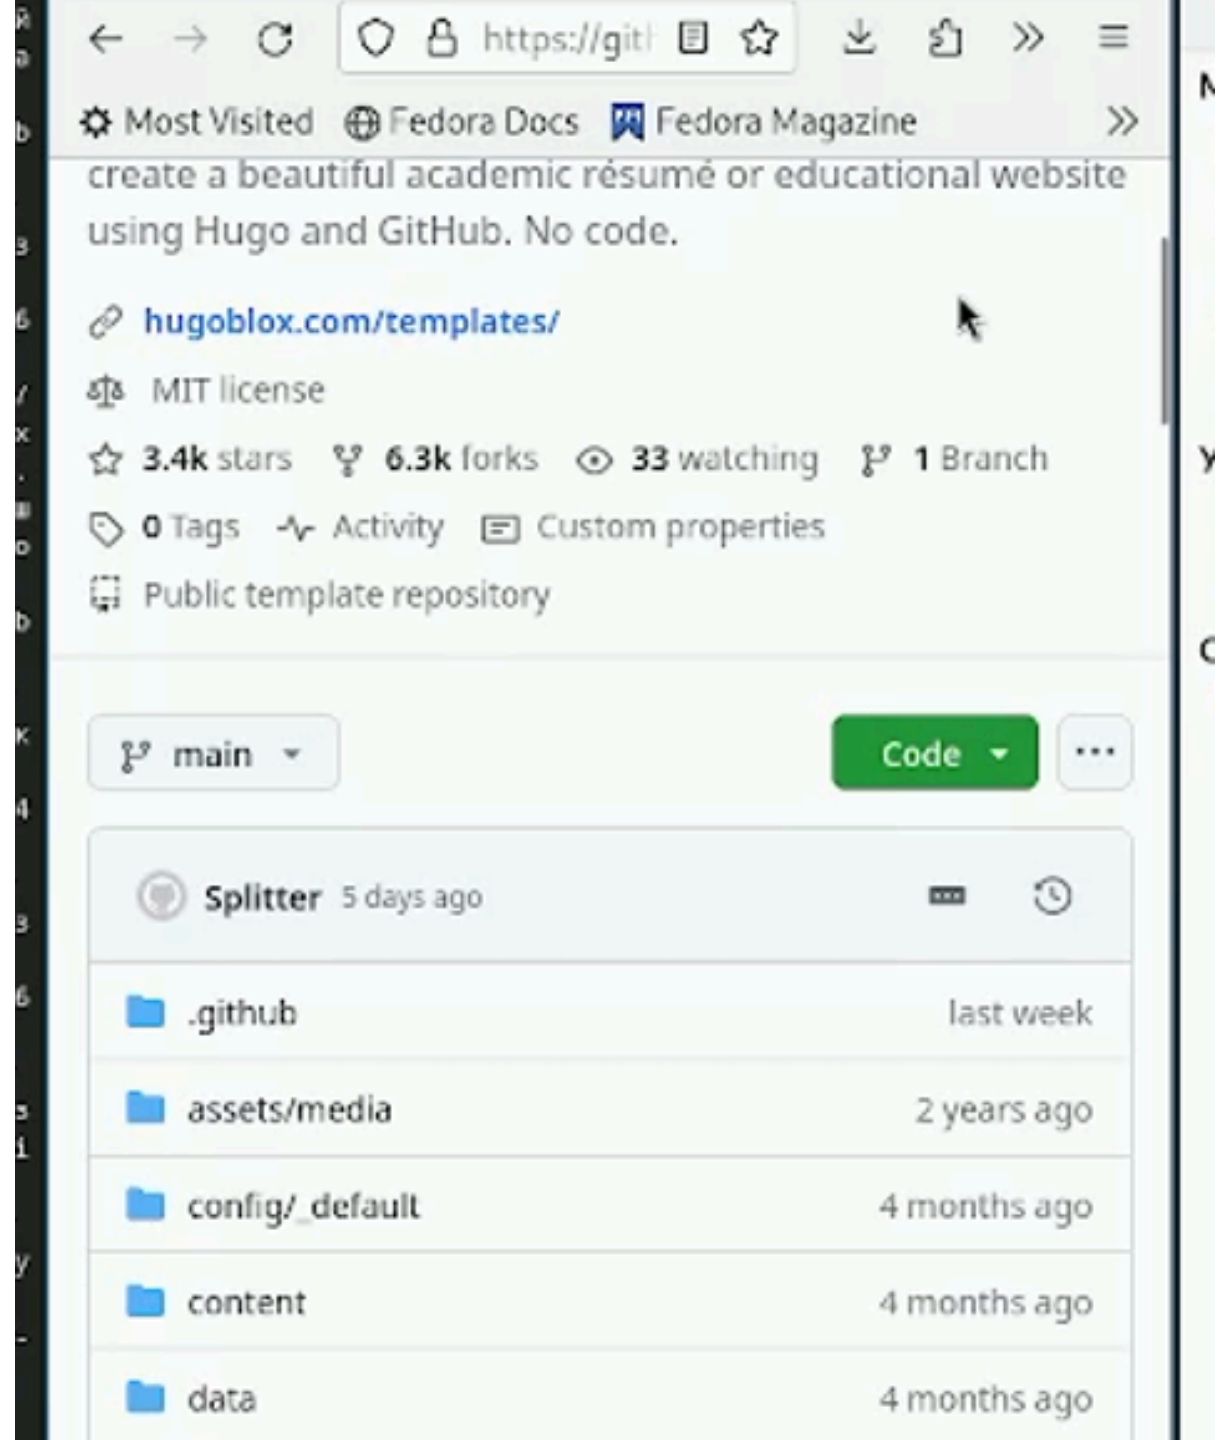 https://git
Most Visited Fedora Docs Fedora Magazine
create a beautiful academic résumé or educational website
using Hugo and GitHub. No code.
hugoblox.com/templates/
MIT license
3.4k stars 6.3k forks 33 watching 1 Branch
0 Tags Activity Custom properties
Public template repository
main Code
Splitter 5 days ago
.github last week
assets/media 2 years ago
config/_default 4 months ago
content 4 months ago
data 4 months ago